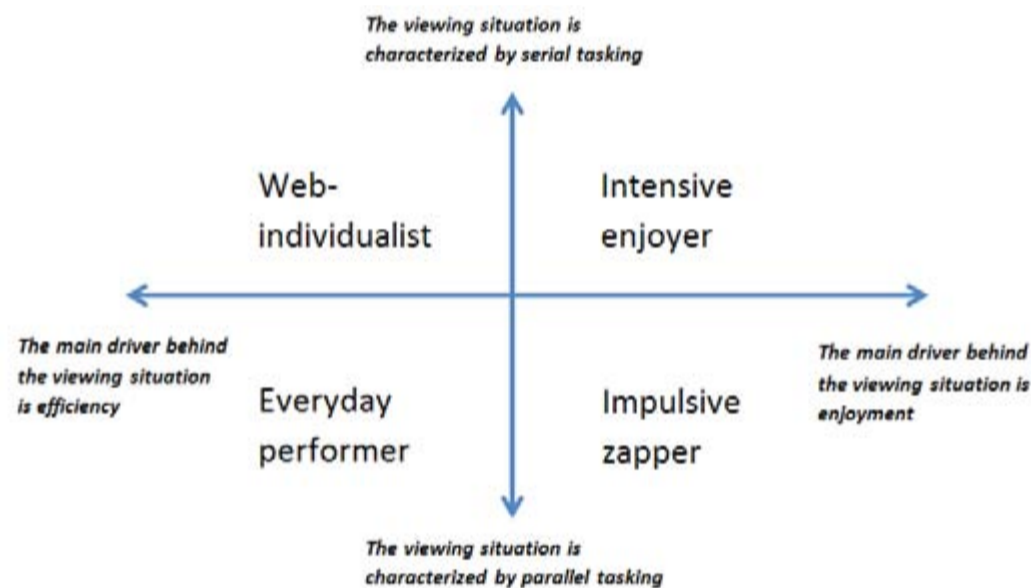 The viewing situation is
characterized by serial tasking
Web-
individualist
Intensive
enjoyer
The main driver behind
the viewing situation
is efficiency
The main driver behind
the viewing situation is
enjoyment
Everyday
performer
Impulsive
zapper
The viewing situation is
characterized by parallel tasking